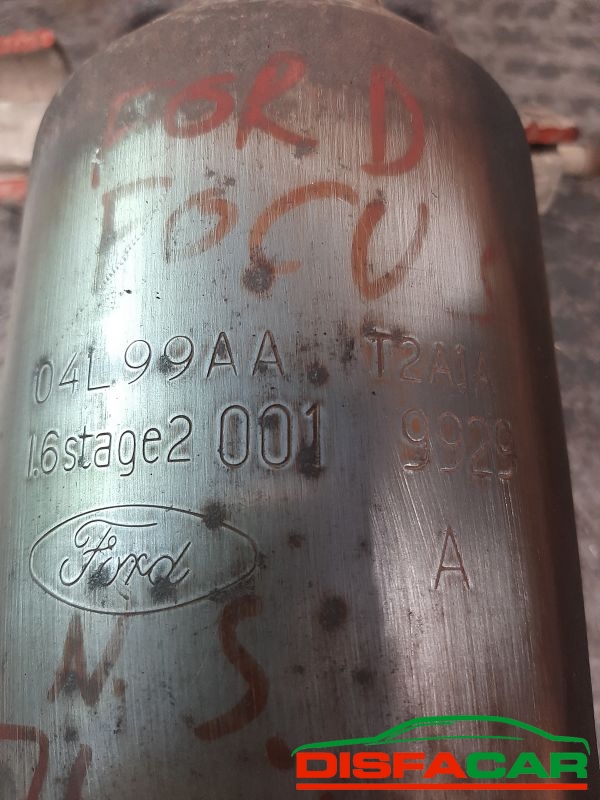 FORD
FOCUS
04L99AA T2A1A
1.6stage2 001 9929
Ford A
N.S.
DISFACAR